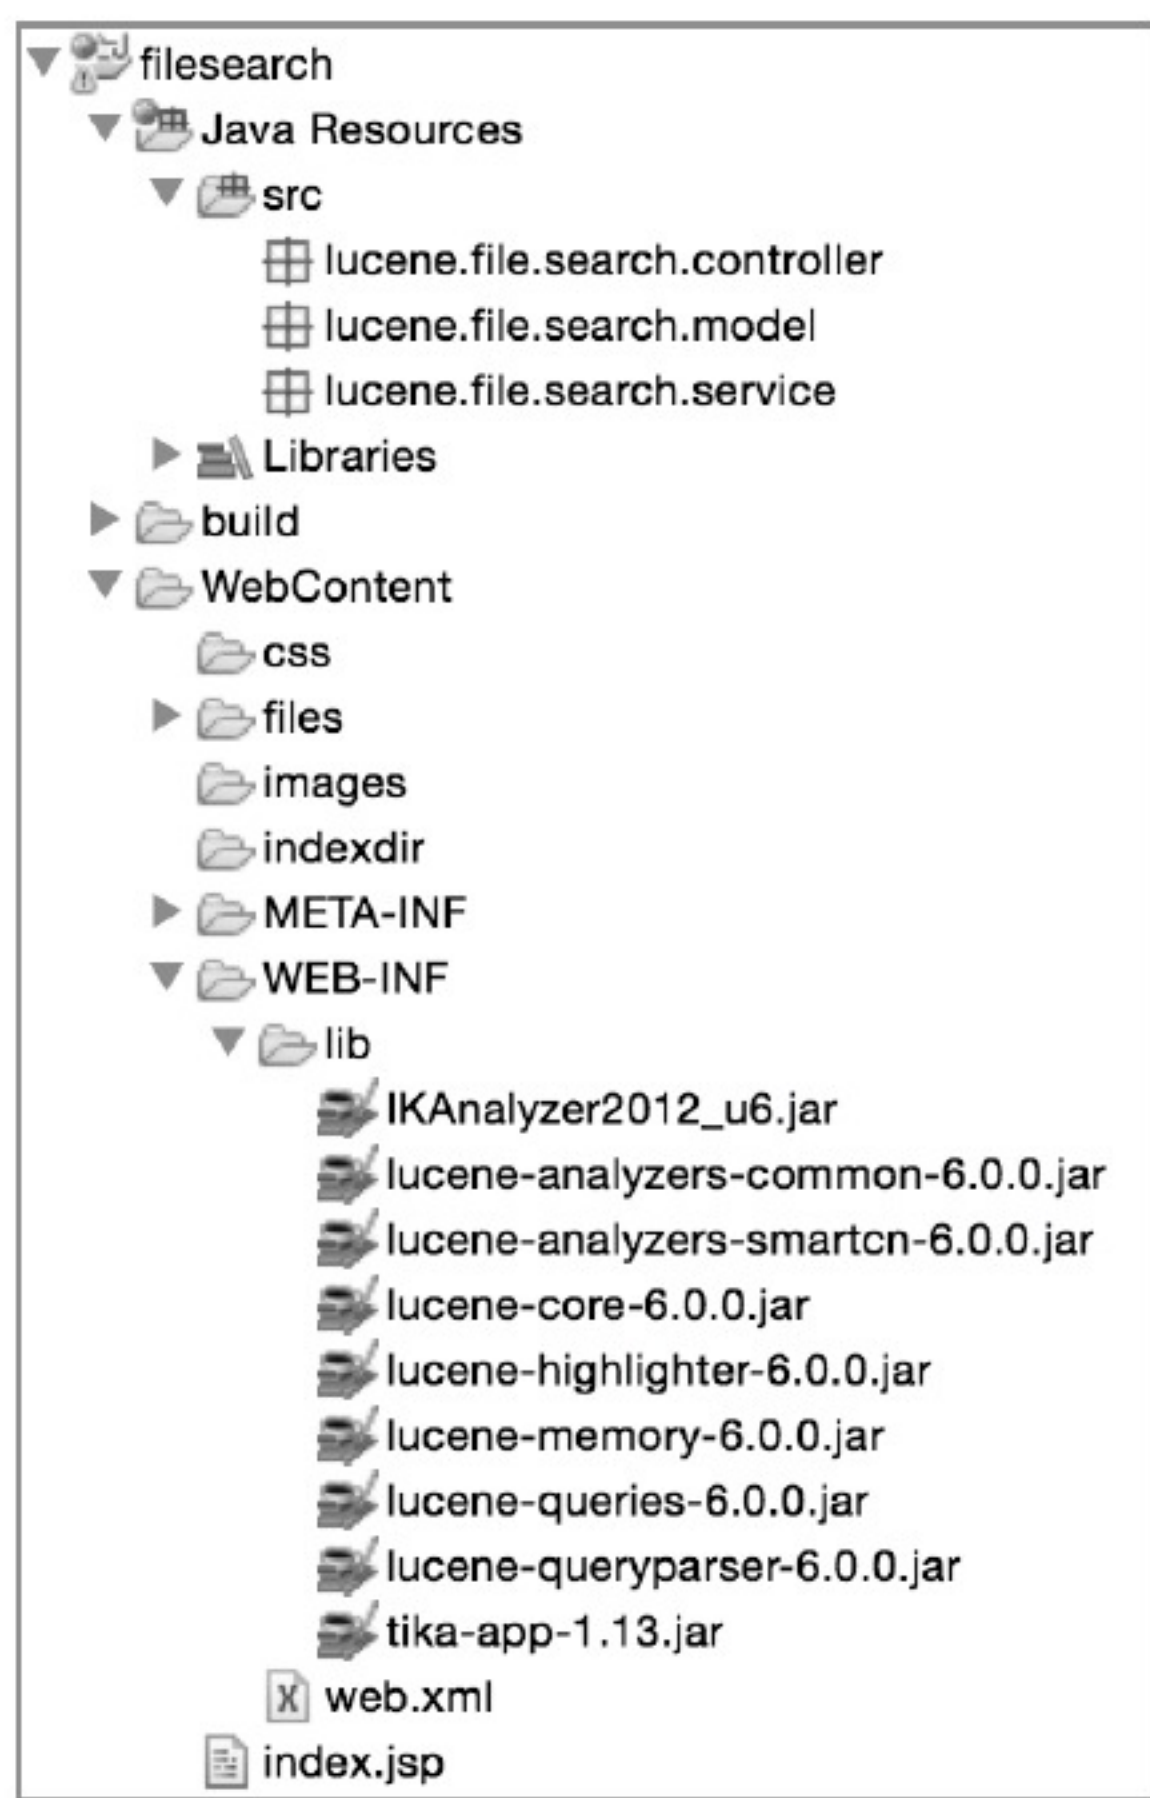 filesearch
Java Resources
src
lucene.file.search.controller
lucene.file.search.model
lucene.file.search.service
Libraries
build
WebContent
css
files
images
indexdir
META-INF
WEB-INF
lib
IKAnalyzer2012_u6.jar
lucene-analyzers-common-6.0.0.jar
lucene-analyzers-smartcn-6.0.0.jar
lucene-core-6.0.0.jar
lucene-highlighter-6.0.0.jar
lucene-memory-6.0.0.jar
lucene-queries-6.0.0.jar
lucene-queryparser-6.0.0.jar
tika-app-1.13.jar
web.xml
index.jsp